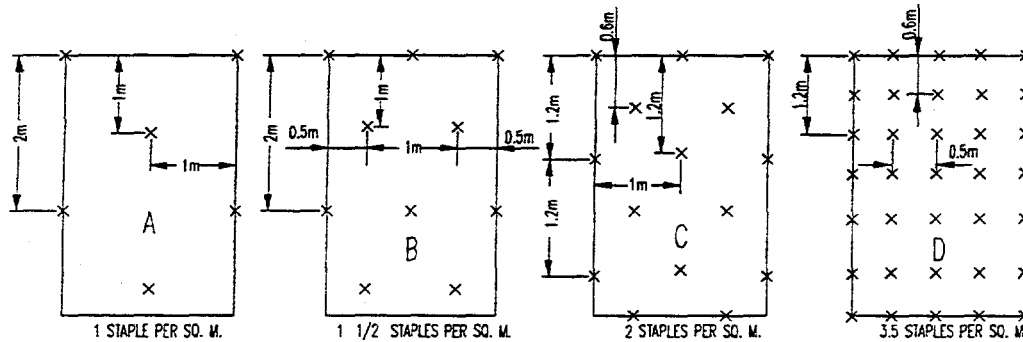 2m
1m
1m
A
1 STAPLE PER SQ. M.
2m
1m
0.5m
1m
0.5m
B
1 1/2 STAPLES PER SQ. M.
0.6m
1.2m
1.2m
1m
1.2m
C
2 STAPLES PER SQ. M.
0.6m
1.2m
0.5m
D
3.5 STAPLES PER SQ. M.